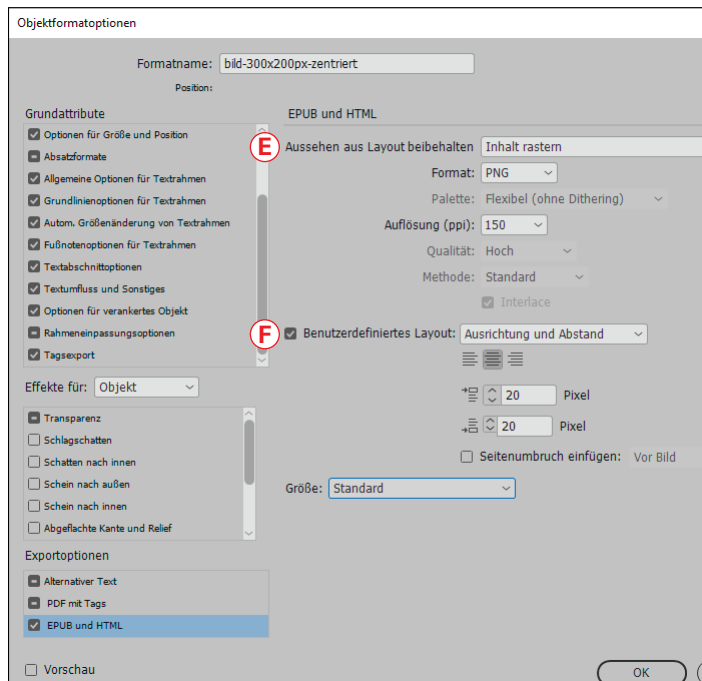 Objektformatoptionen
Formatname: bild-300x200px-zentriert
Position:
Grundattribute
Optionen für Größe und Position
Absatzformate
Allgemeine Optionen für Textrahmen
Grundlinienoptionen für Textrahmen
Autom. Größenänderung von Textrahmen
Fußnotenoptionen für Textrahmen
Textabschnittoptionen
Textumfluss und Sonstiges
Optionen für verankertes Objekt
Rahmeneinpassungsoptionen
Tagsexport
Effekte für: Objekt
Transparenz
Schlagschatten
Schatten nach innen
Schein nach außen
Schein nach innen
Abgeflachte Kante und Relief
Exportoptionen
Alternativer Text
PDF mit Tags
EPUB und HTML
Vorschau
EPUB und HTML
E Aussehen aus Layout beibehalten Inhalt rastern
Format: PNG
Palette: Flexibel (ohne Dithering)
Auflösung (ppi): 150
Qualität: Hoch
Methode: Standard
Interlace
F Benutzerdefiniertes Layout: Ausrichtung und Abstand
20 Pixel
20 Pixel
Seitenumbruch einfügen: Vor Bild
Größe: Standard
OK